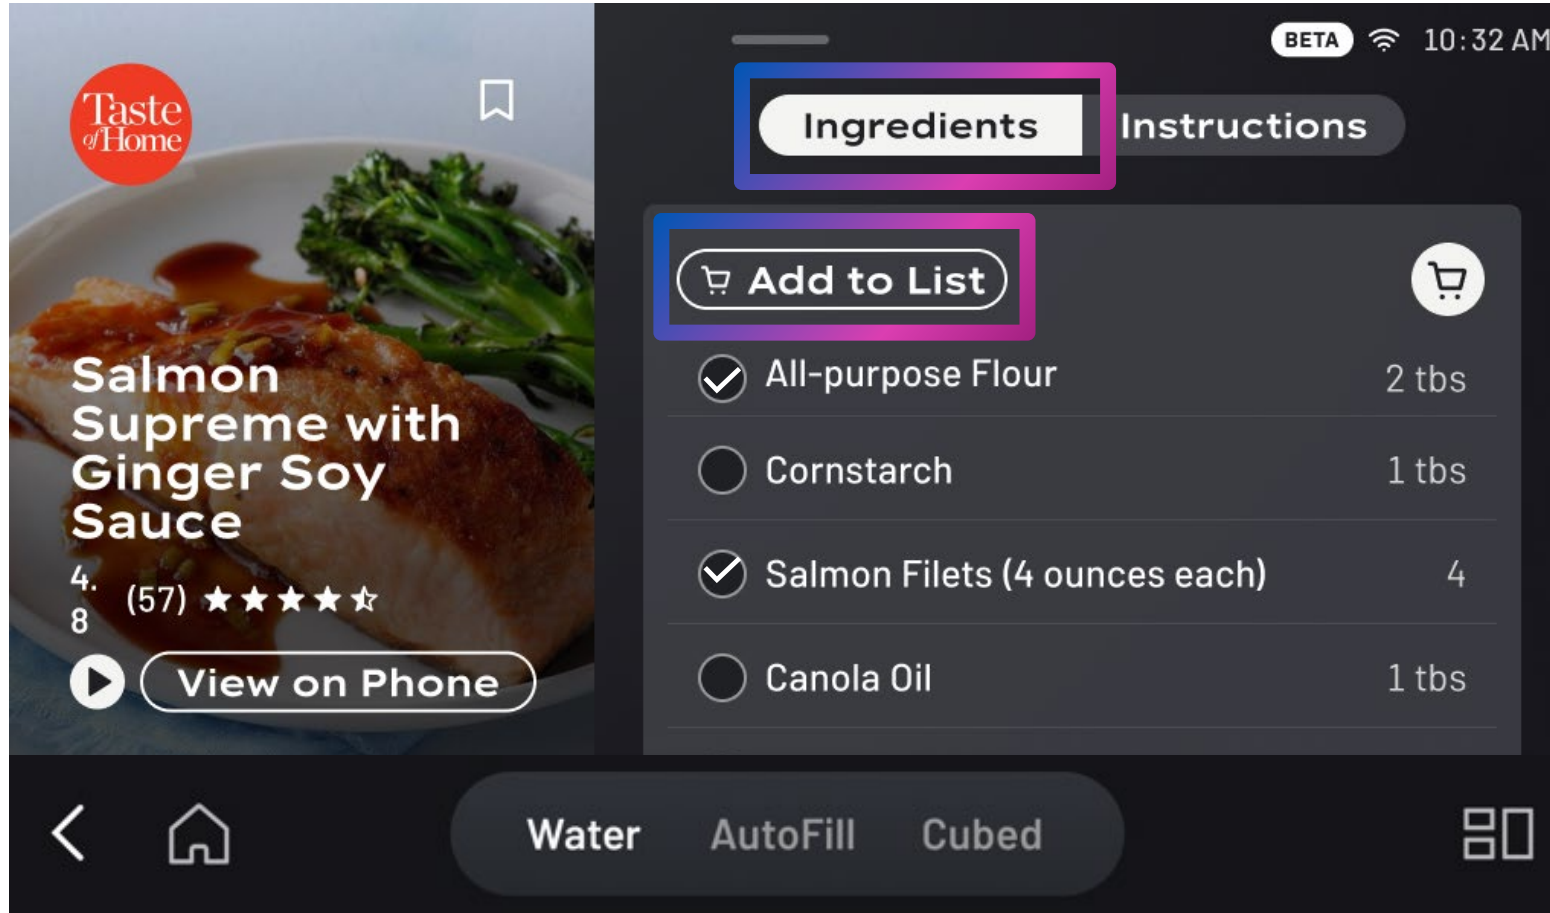 Taste
of Home
Salmon
Supreme with
Ginger Soy
Sauce
4.
8
(57)
View on Phone
BETA 10:32 AM
Ingredients Instructions
Add to List
All-purpose Flour 2 tbs
Cornstarch 1 tbs
Salmon Filets (4 ounces each) 4
Canola Oil 1 tbs
Water AutoFill Cubed